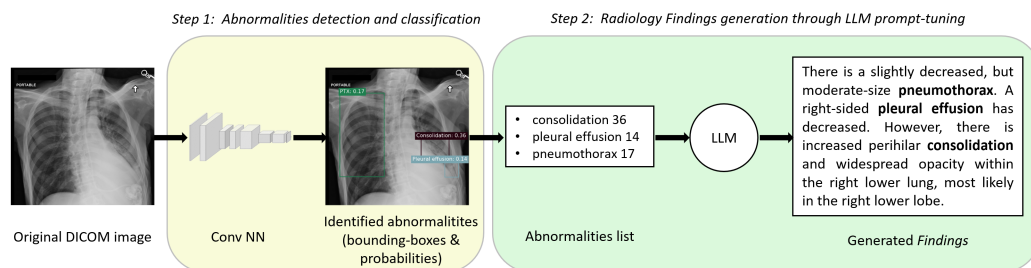 Step 1: Abnormalities detection and classification
Step 2: Radiology Findings generation through LLM prompt-tuning
PORTABLE
Original DICOM image
Conv NN
PORTABLE
PTX: 0.17
Consolidation: 0.36
Pleural effusion: 0.14
Identified abnormalitites
(bounding-boxes &
probabilities)
• consolidation 36
• pleural effusion 14
• pneumothorax 17
Abnormalities list
LLM
There is a slightly decreased, but
moderate-size pneumothorax. A
right-sided pleural effusion has
decreased. However, there is
increased perihilar consolidation
and widespread opacity within
the right lower lung, most likely
in the right lower lobe.
Generated Findings